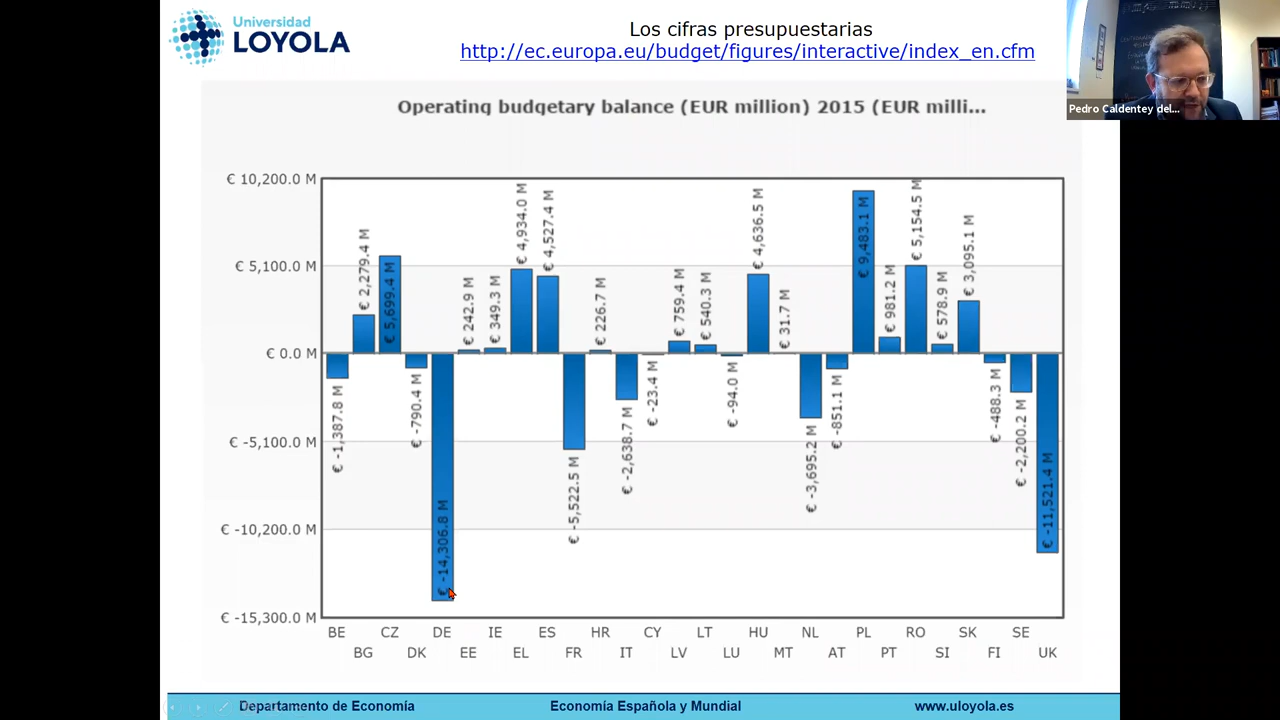 Universidad
LOYOLA
Los cifras presupuestarias
http://ec.europa.eu/budget/figures/interactive/index_en.cfm
Pedro Caldentey del...
Operating budgetary balance (EUR million) 2015 (EUR milli...
€ 10,200.0 M
€ 5,100.0 M
€ 0.0 M
€ -5,100.0 M
€ -10,200.0 M
€ -15,300.0 M
€ -1,387.8 M
€ 2,279.4 M
€ 5,699.4 M
€ -790.4 M
€ -14,306.8 M
€ 242.9 M
€ 349.3 M
€ 4,934.0 M
€ 4,527.4 M
€ -5,522.5 M
€ 226.7 M
€ -2,638.7 M
€ -23.4 M
€ 759.4 M
€ 540.3 M
€ -94.0 M
€ 4,636.5 M
€ 31.7 M
€ -3,695.2 M
€ -851.1 M
€ 9,483.1 M
€ 981.2 M
€ 5,154.5 M
€ 578.9 M
€ 3,095.1 M
€ -488.3 M
€ -2,200.2 M
€ -11,521.4 M
BE CZ DE IE ES HR CY LT HU NL PL RO SK SE
BG DK EE EL FR IT LV LU MT AT PT SI FI UK
Departamento de Economía
Economía Española y Mundial
www.uloyola.es